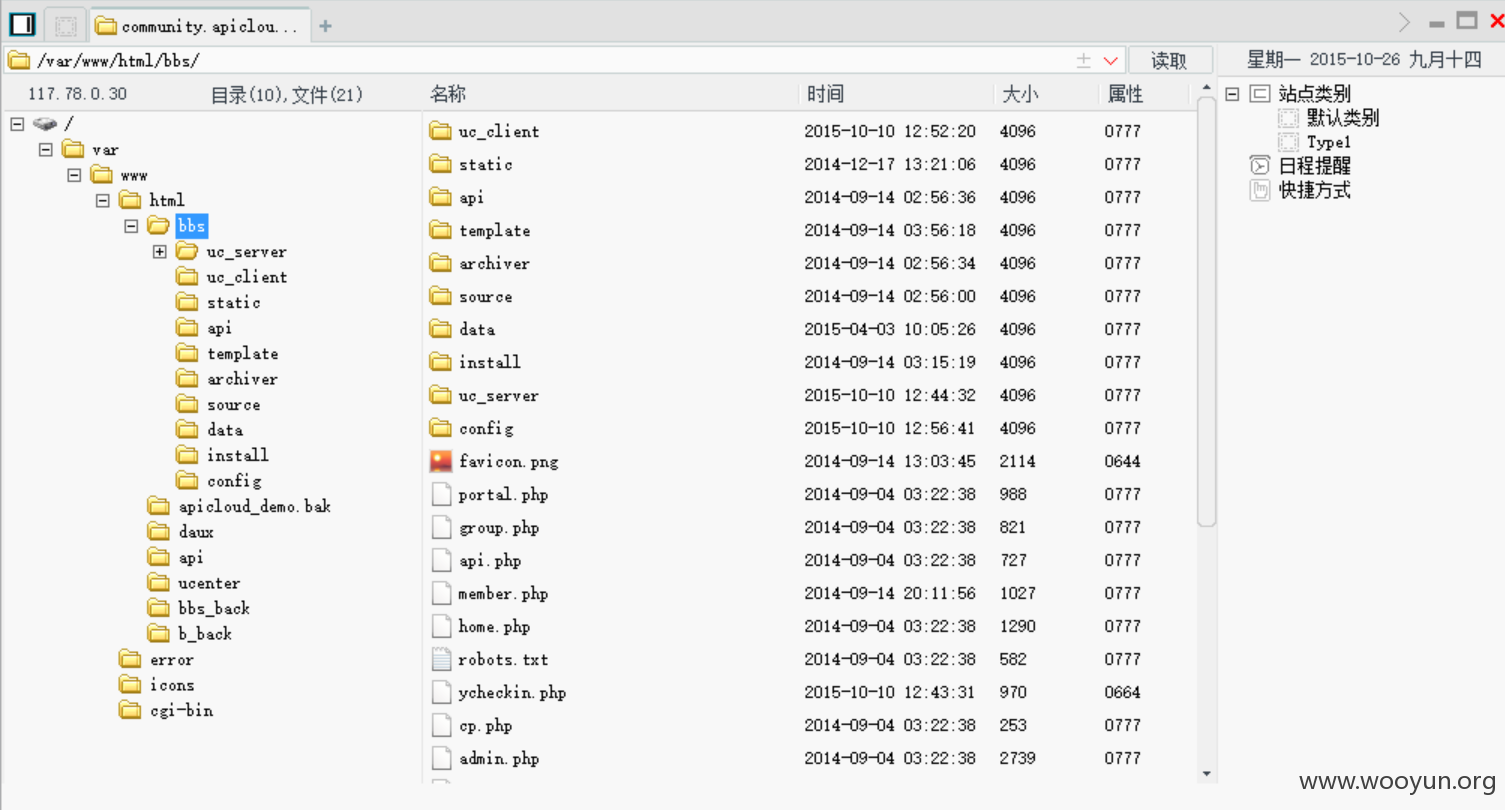 community.apiclou...
/var/www/html/bbs/
读取
星期一 2015-10-26 九月十四
117.78.0.30
目录(10),文件(21)
名称 时间 大小 属性
/
var
www
html
bbs
uc_server
uc_client
static
api
template
archiver
source
data
install
config
apicloud_demo.bak
daux
api
ucenter
bbs_back
b_back
error
icons
cgi-bin
uc_client 2015-10-10 12:52:20 4096 0777
static 2014-12-17 13:21:06 4096 0777
api 2014-09-14 02:56:36 4096 0777
template 2014-09-14 03:56:18 4096 0777
archiver 2014-09-14 02:56:34 4096 0777
source 2014-09-14 02:56:00 4096 0777
data 2015-04-03 10:05:26 4096 0777
install 2014-09-14 03:15:19 4096 0777
uc_server 2015-10-10 12:44:32 4096 0777
config 2015-10-10 12:56:41 4096 0777
favicon.png 2014-09-14 13:03:45 2114 0644
portal.php 2014-09-04 03:22:38 988 0777
group.php 2014-09-04 03:22:38 821 0777
api.php 2014-09-04 03:22:38 727 0777
member.php 2014-09-14 20:11:56 1027 0777
home.php 2014-09-04 03:22:38 1290 0777
robots.txt 2014-09-04 03:22:38 582 0777
ycheckin.php 2015-10-10 12:43:31 970 0664
cp.php 2014-09-04 03:22:38 253 0777
admin.php 2014-09-04 03:22:38 2739 0777
站点类别
默认类别
Type1
日程提醒
快捷方式
www.wooyun.org